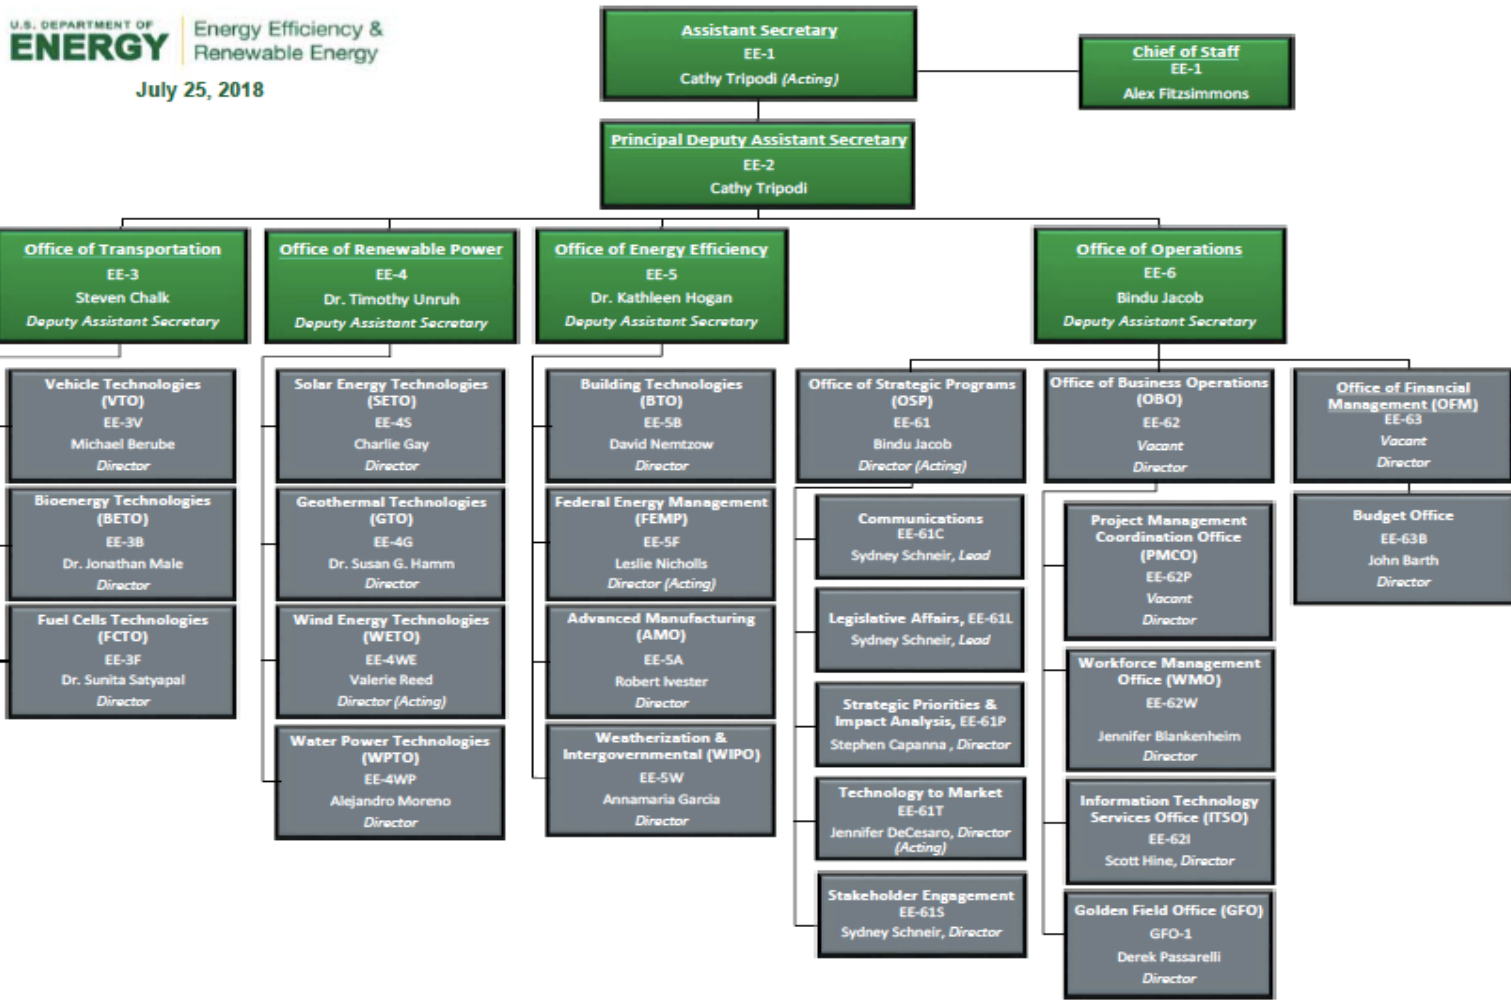 U.S. DEPARTMENT OF
ENERGY
Energy Efficiency &
Renewable Energy
July 25, 2018
Assistant Secretary
EE-1
Cathy Tripodi (Acting)
Chief of Staff
EE-1
Alex Fitzsimmons
Principal Deputy Assistant Secretary
EE-2
Cathy Tripodi
Office of Transportation
EE-3
Steven Chalk
Deputy Assistant Secretary
Office of Renewable Power
EE-4
Dr. Timothy Unruh
Deputy Assistant Secretary
Office of Energy Efficiency
EE-5
Dr. Kathleen Hogan
Deputy Assistant Secretary
Office of Operations
EE-6
Bindu Jacob
Deputy Assistant Secretary
Vehicle Technologies
(VTO)
EE-3V
Michael Berube
Director
Bioenergy Technologies
(BETO)
EE-3B
Dr. Jonathan Male
Director
Fuel Cells Technologies
(FCTO)
EE-3F
Dr. Sunita Satyapal
Director
Solar Energy Technologies
(SETO)
EE-4S
Charlie Gay
Director
Geothermal Technologies
(GTO)
EE-4G
Dr. Susan G. Hamm
Director
Wind Energy Technologies
(WETO)
EE-4WE
Valerie Reed
Director (Acting)
Water Power Technologies
(WPTO)
EE-4WP
Alejandro Moreno
Director
Building Technologies
(BTO)
EE-5B
David Nemtzow
Director
Federal Energy Management
(FEMP)
EE-5F
Leslie Nicholls
Director (Acting)
Advanced Manufacturing
(AMO)
EE-5A
Robert Ivester
Director
Weatherization &
Intergovernmental (WIPO)
EE-5W
Annamaria Garcia
Director
Office of Strategic Programs
(OSP)
EE-61
Bindu Jacob
Director (Acting)
Communications
EE-61C
Sydney Schneir, Lead
Legislative Affairs, EE-61L
Sydney Schneir, Lead
Strategic Priorities &
Impact Analysis, EE-61P
Stephen Capanna , Director
Technology to Market
EE-61T
Jennifer DeCesaro, Director
(Acting)
Stakeholder Engagement
EE-61S
Sydney Schneir, Director
Office of Business Operations
(OBO)
EE-62
Vacant
Director
Project Management
Coordination Office
(PMCO)
EE-62P
Vacant
Director
Workforce Management
Office (WMO)
EE-62W
Jennifer Blankenheim
Director
Information Technology
Services Office (ITSO)
EE-62I
Scott Hine, Director
Golden Field Office (GFO)
GFO-1
Derek Passarelli
Director
Office of Financial
Management (OFM)
EE-63
Vacant
Director
Budget Office
EE-63B
John Barth
Director